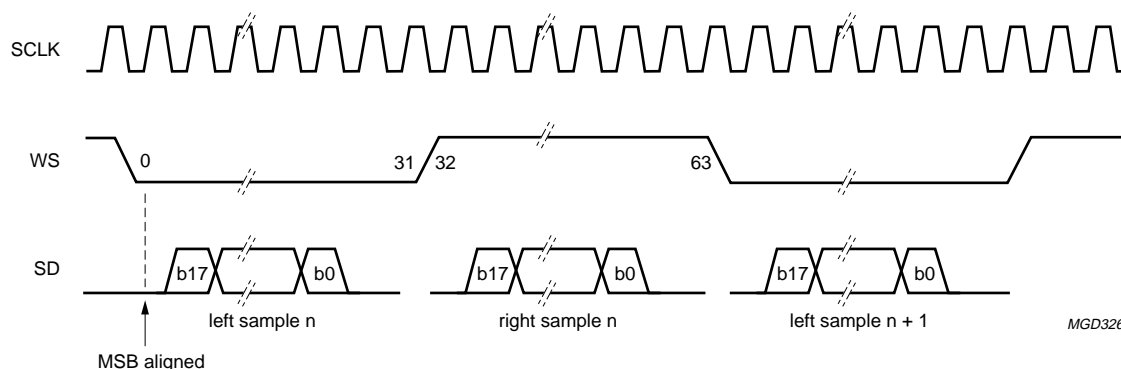 SCLK
WS
0
31
32
63
SD
b17
b0
b17
b0
b17
b0
left sample n
right sample n
left sample n + 1
MGD326
MSB aligned